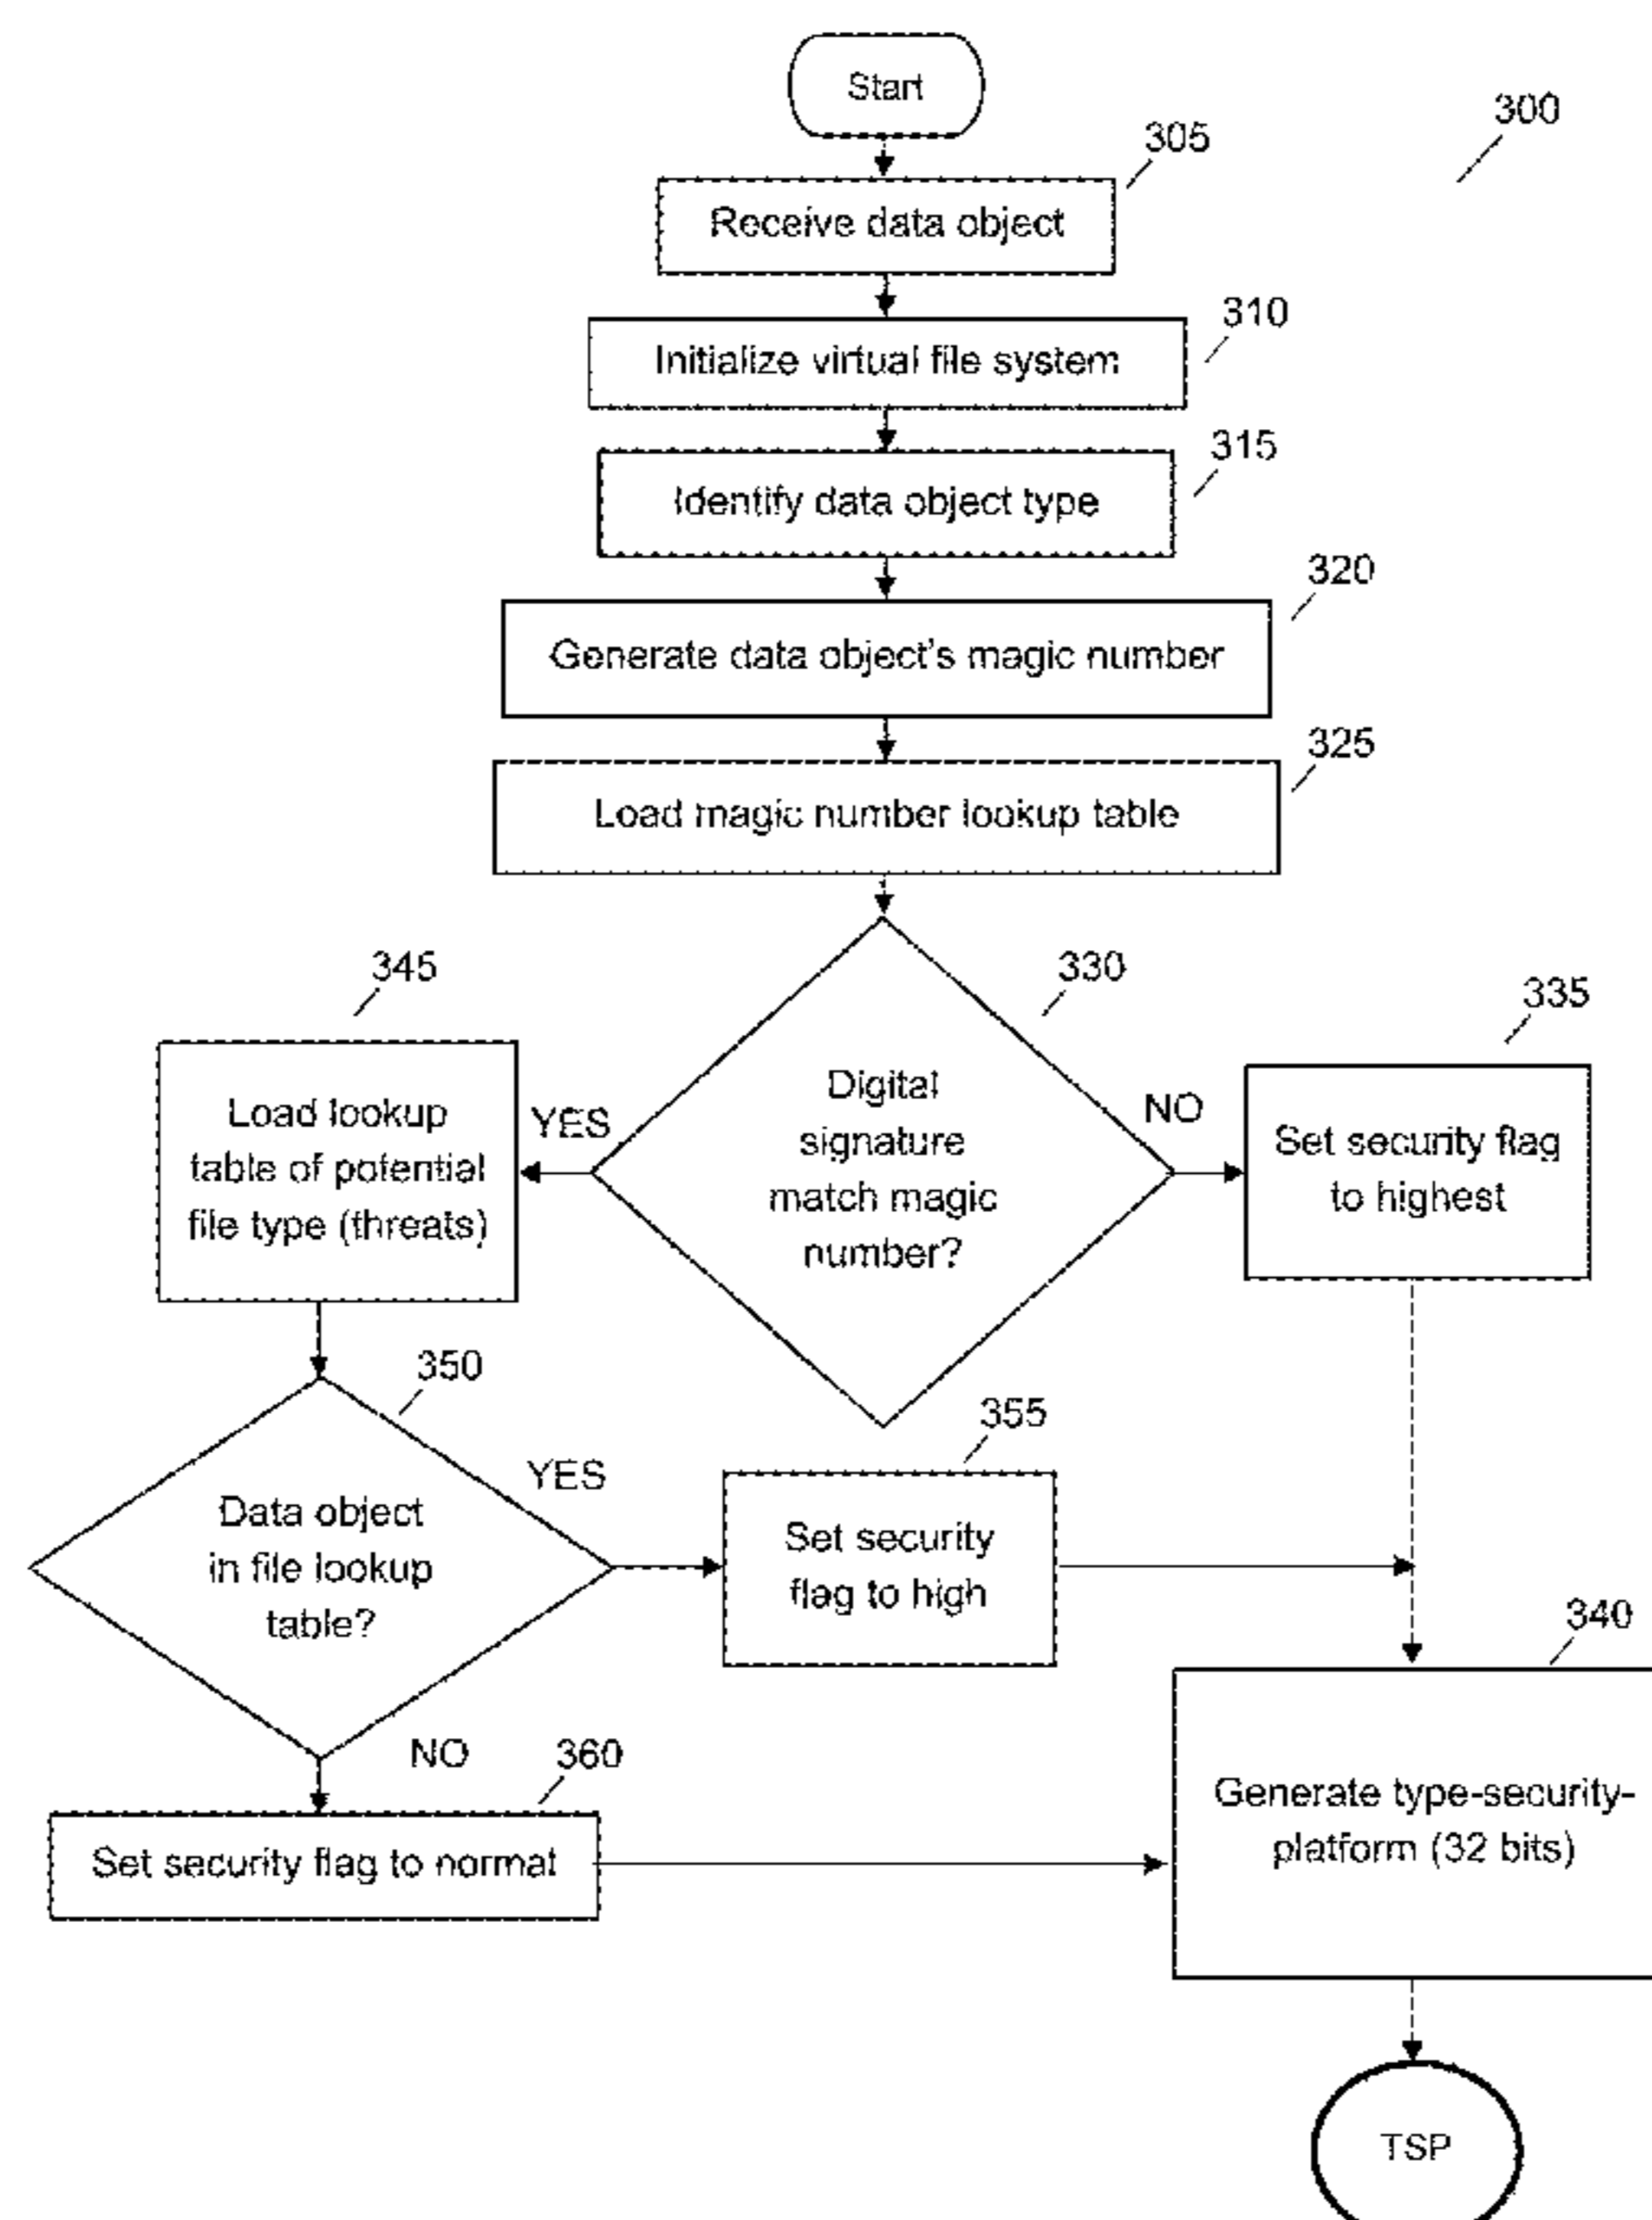 Start
300
305
Receive data object
310
Initialize virtual file system
315
Identify data object type
320
Generate data object's magic number
325
Load magic number lookup table
345
330
335
Load lookup
table of potential
file type (threats)
YES
Digital
signature
match magic
number?
NO
Set security flag
to highest
350
355
YES
Data object
in file lookup
table?
Set security
flag to high
340
NO
360
Set security flag to normal
Generate type-security-
platform (32 bits)
TSP